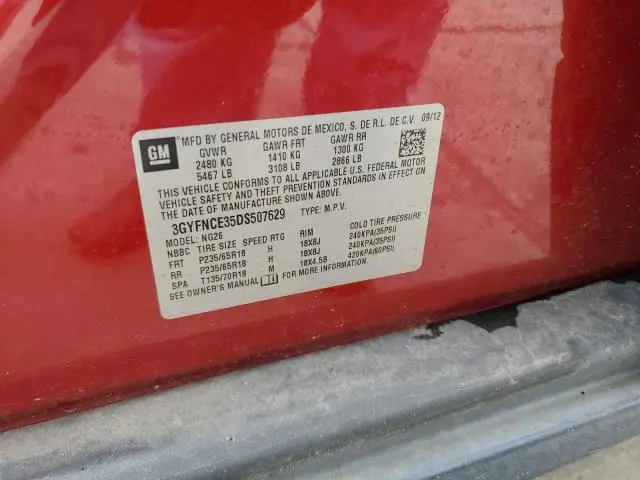 GM
MFD BY GENERAL MOTORS DE MEXICO, S. DE R.L. DE C.V. 09/12
GVWR GAWR FRT GAWR RR
2480 KG 1410 KG 1300 KG
5467 LB 3108 LB 2866 LB
THIS VEHICLE CONFORMS TO ALL APPLICABLE U.S. FEDERAL MOTOR
VEHICLE SAFETY AND THEFT PREVENTION STANDARDS IN EFFECT ON
THE DATE OF MANUFACTURE SHOWN ABOVE.
3GYFNCE35DS507629 TYPE: M.P.V.
MODEL: NG26
NBBC TIRE SIZE SPEED RTG RIM COLD TIRE PRESSURE
FRT P235/65R18 H 18X8J 240KPA(35PSI)
RR P235/65R18 H 18X8J 240KPA(35PSI)
SPA T135/70R18 M 18X4.5B 420KPA(60PSI)
SEE OWNER'S MANUAL FOR MORE INFORMATION.